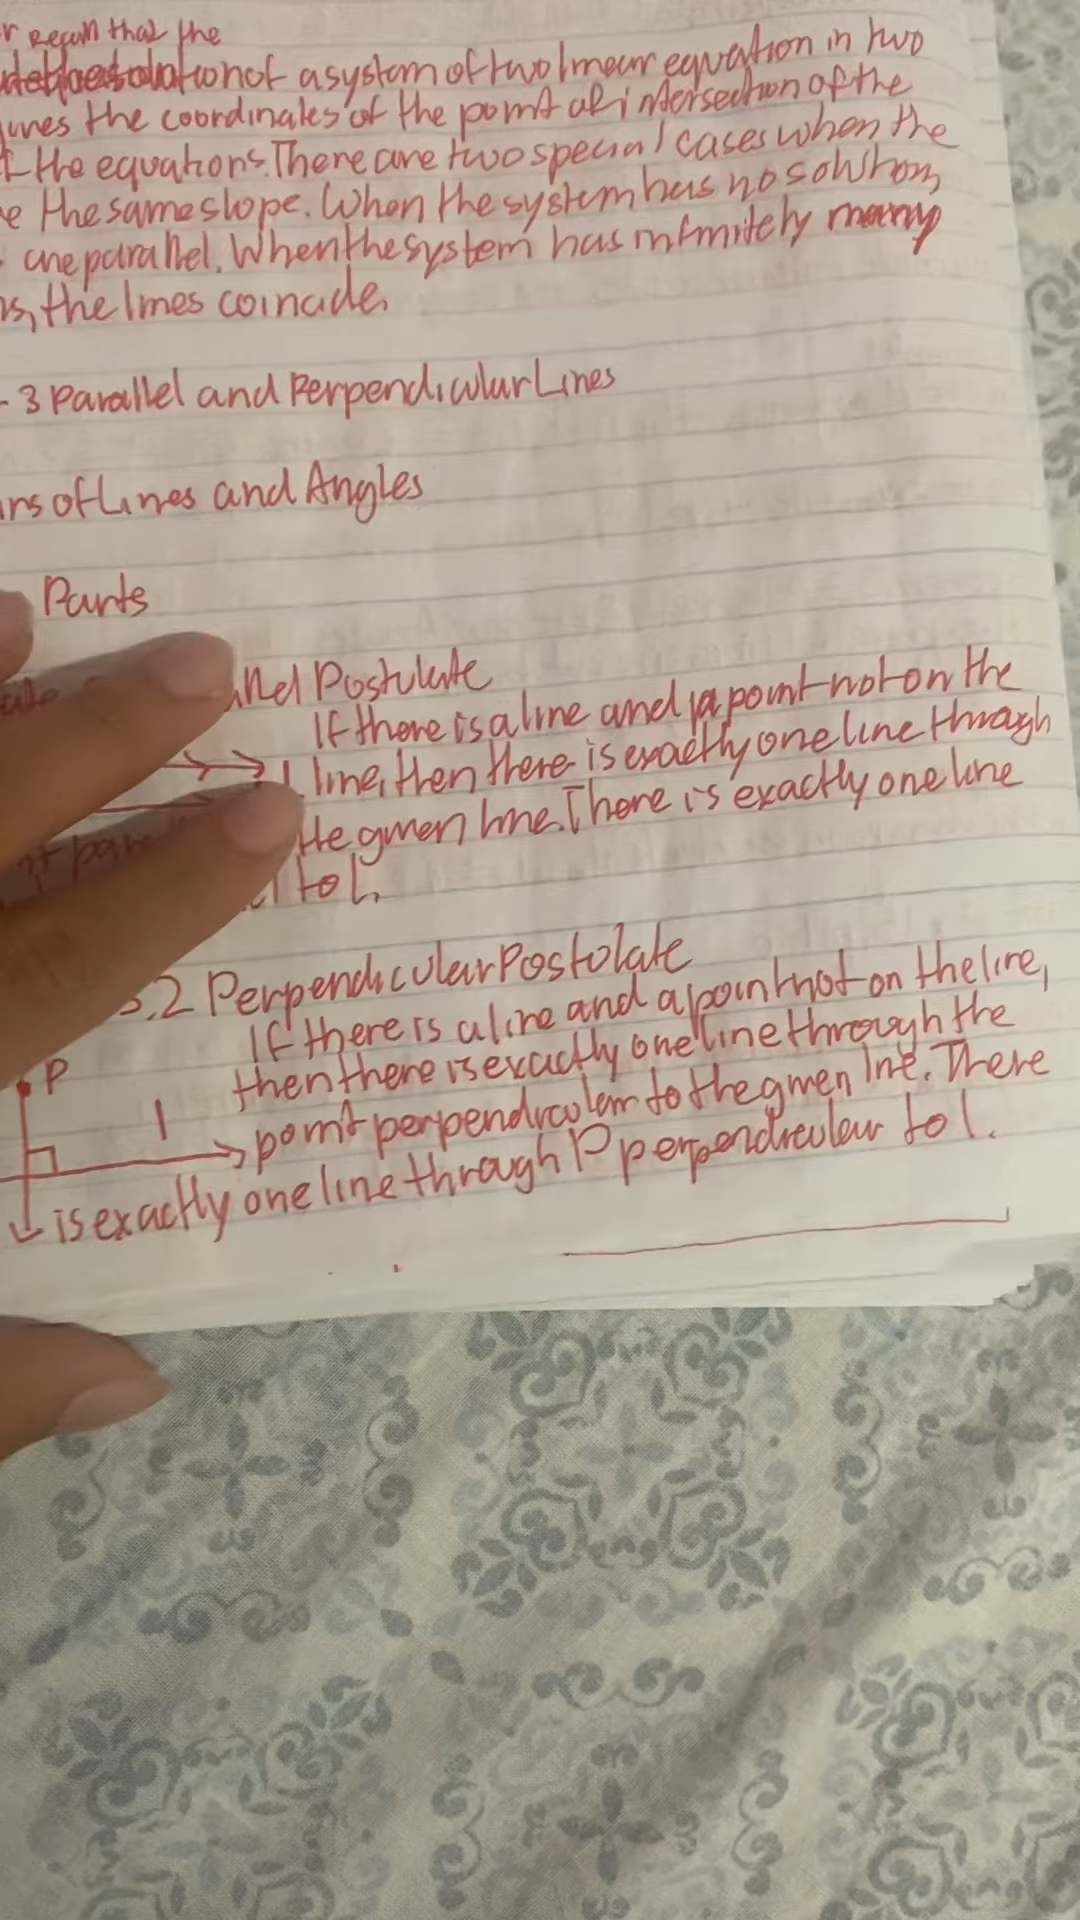 Recall that the
of a system of two linear equation in two
the coordinates of the point of intersection of the
the equations. There are two special cases when the
the same slope. When the system has no solution,
are parallel. When the system has infinitely many
the lines coincide.
3 Parallel and Perpendicular Lines
of Lines and Angles
Parts
Postulate
If there is a line and a point not on the
line, then there is exactly one line through
the given line. There is exactly one line
to l.
3.2 Perpendicular Postolate
If there is a line and a point not on the line,
then there is exactly one line through the
P
l
point perpendicular to the given line. There
is exactly one line through P perpendicular to l.